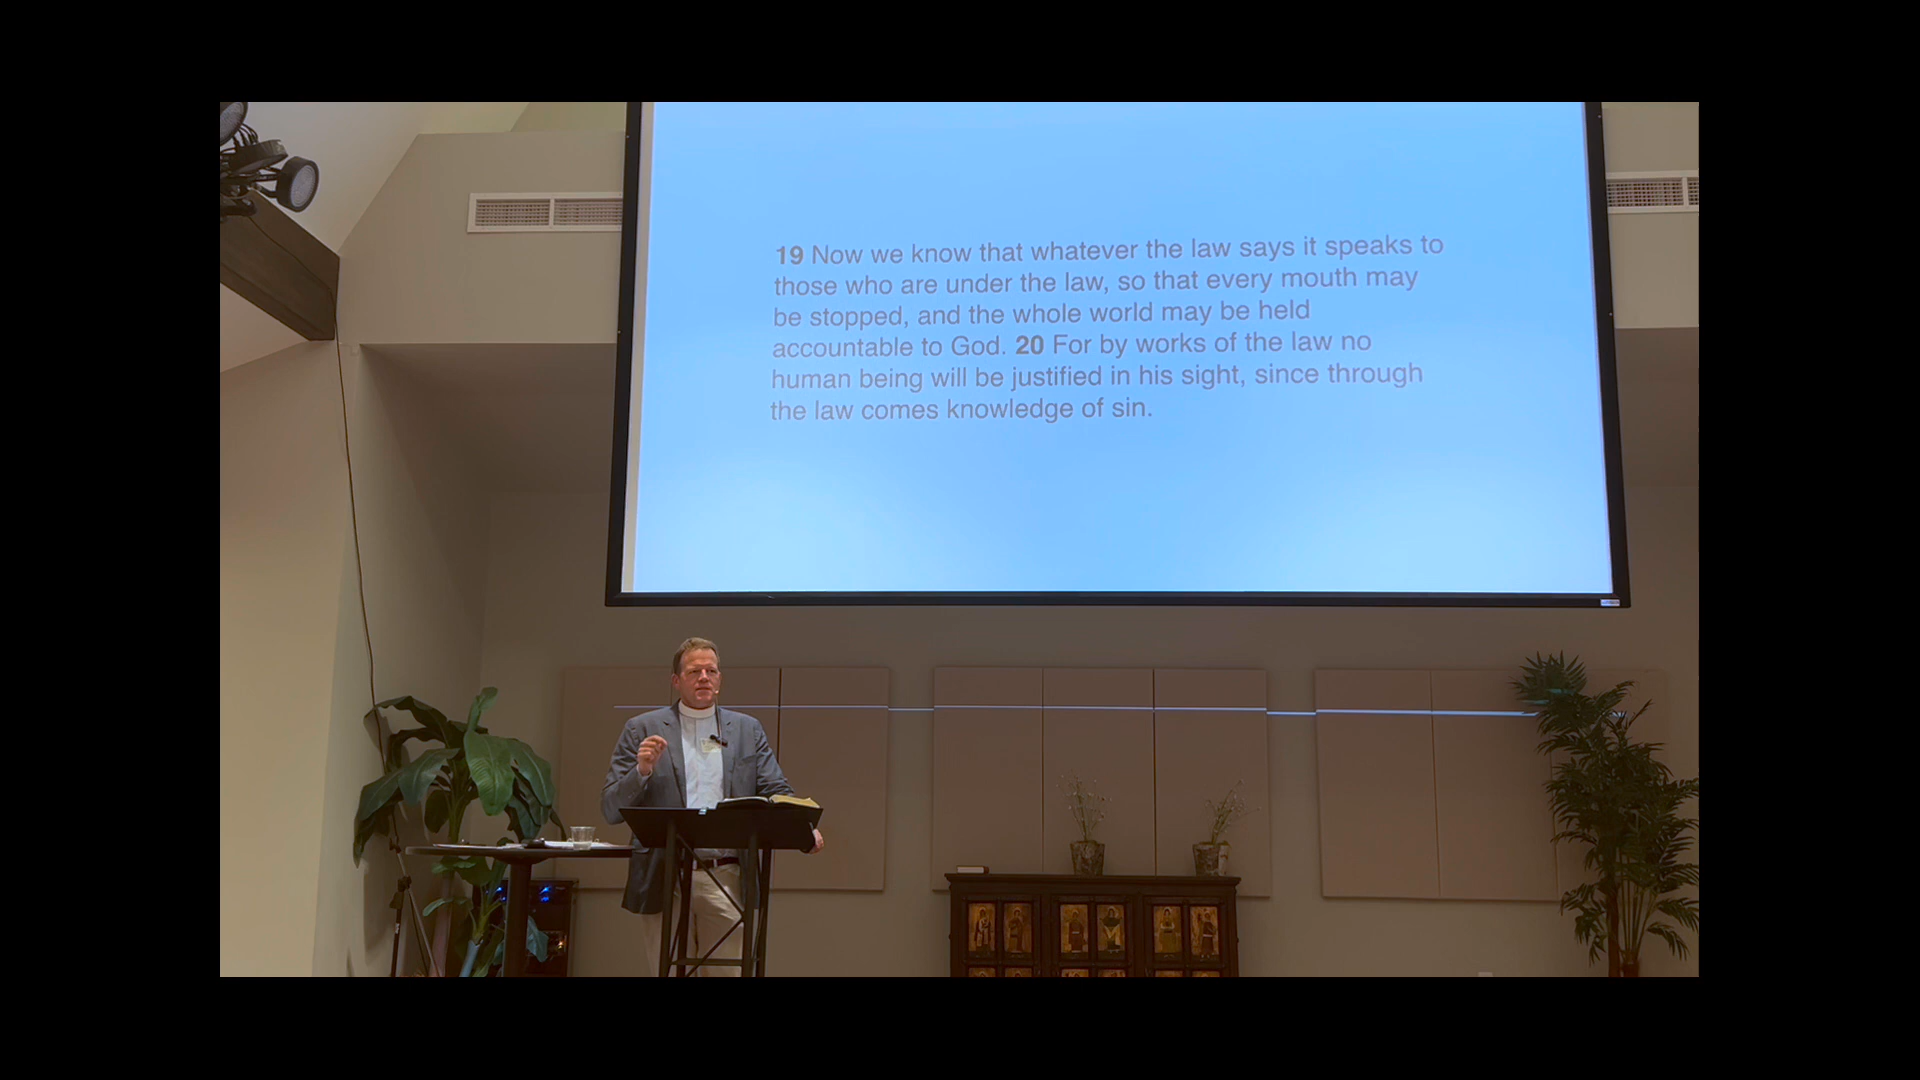 19 Now we know that whatever the law says it speaks to
those who are under the law, so that every mouth may
be stopped, and the whole world may be held
accountable to God. 20 For by works of the law no
human being will be justified in his sight, since through
the law comes knowledge of sin.